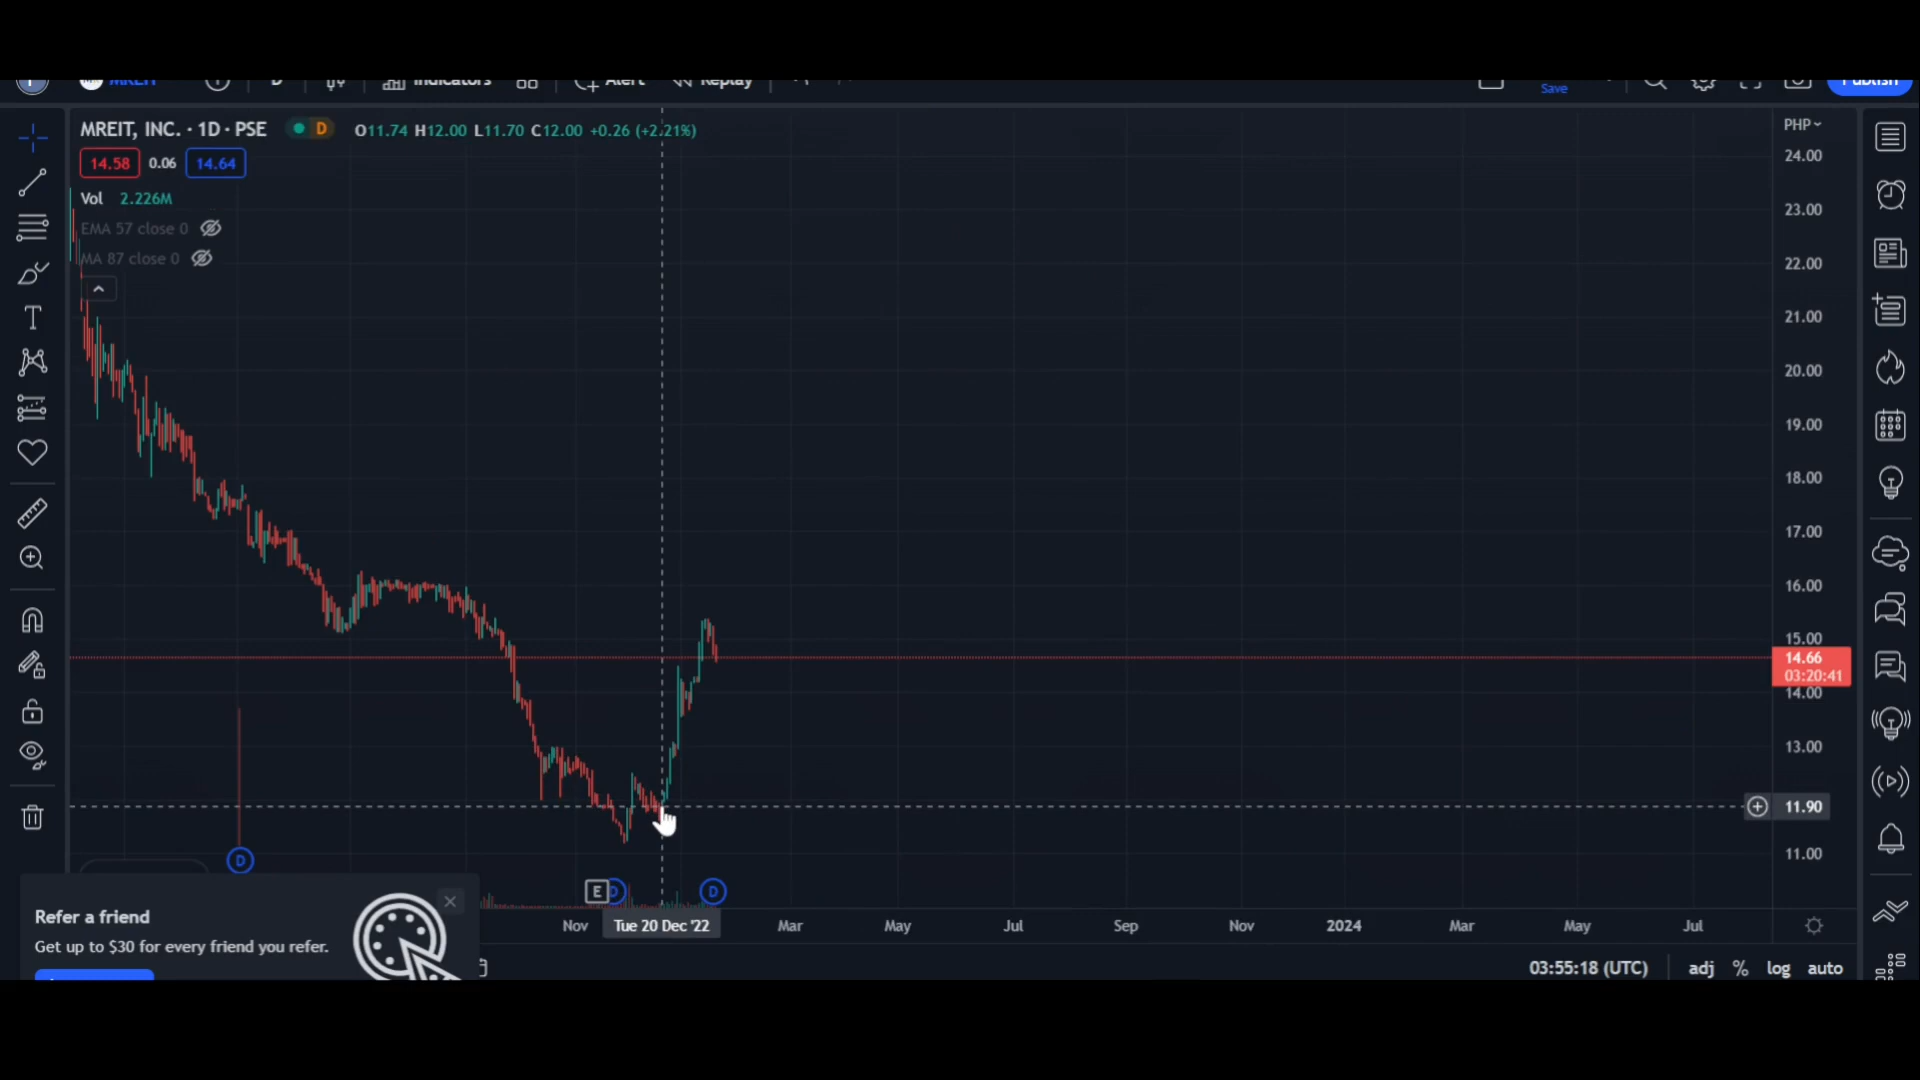 MREIT D Indicators Alert Replay Save Publish
MREIT, INC. · 1D · PSE D O11.74 H12.00 L11.70 C12.00 +0.26 (+2.21%)
PHP
14.58 0.06 14.64
Vol 2.226M
EMA 57 close 0
MA 87 close 0
24.00
23.00
22.00
21.00
20.00
19.00
18.00
17.00
16.00
15.00
14.66
03:20:41
14.00
13.00
11.90
11.00
D
E D D
Nov Tue 20 Dec '22 Mar May Jul Sep Nov 2024 Mar May Jul
Refer a friend
Get up to $30 for every friend you refer.
03:55:18 (UTC) adj % log auto